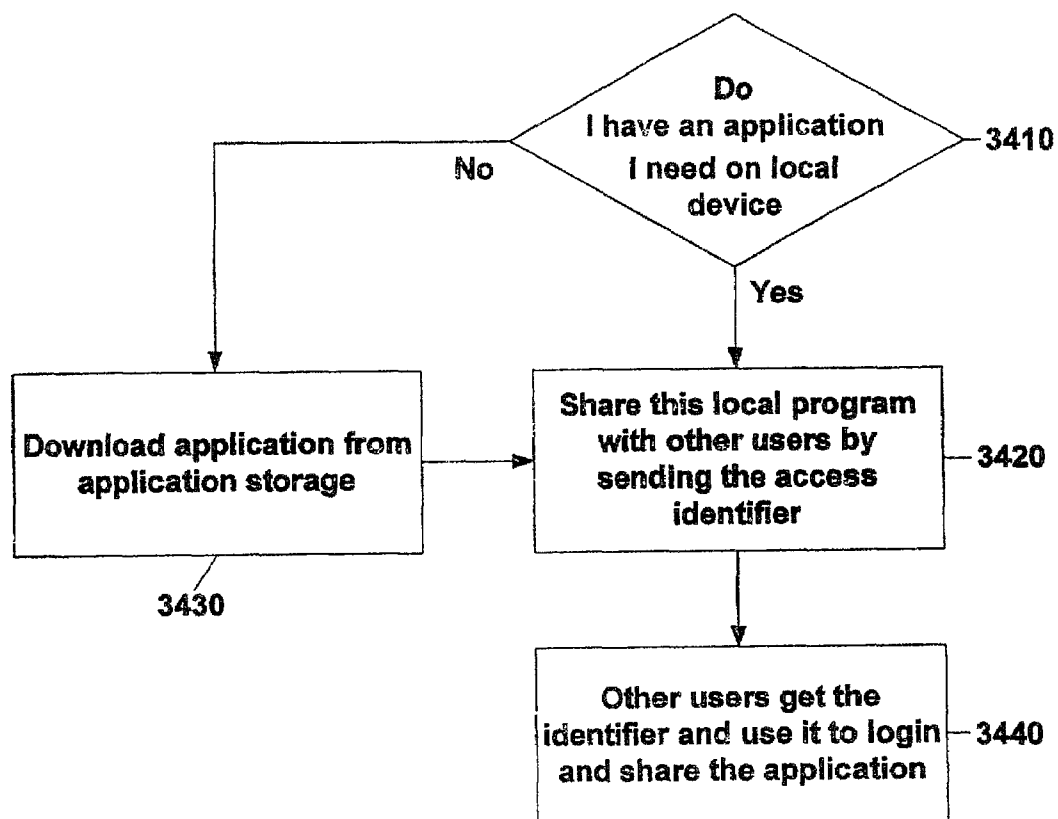 Do
I have an application
I need on local
device
3410
No
Yes
Download application from
application storage
3430
Share this local program
with other users by
sending the access
identifier
3420
Other users get the
identifier and use it to login
and share the application
3440